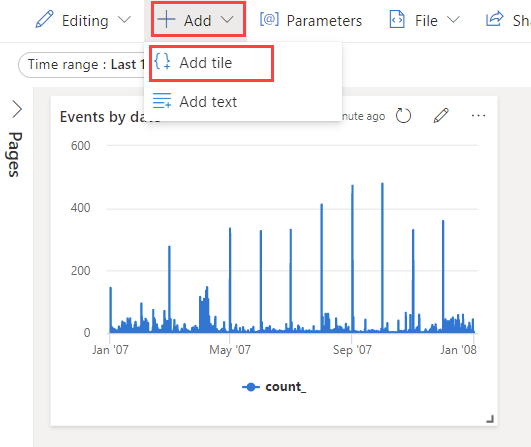 Editing
Add
Parameters
File
Sha
Time range : Last 1
Add tile
Add text
Pages
Events by date
nute ago
600
400
200
0
Jan '07
May '07
Sep '07
Jan '08
count_